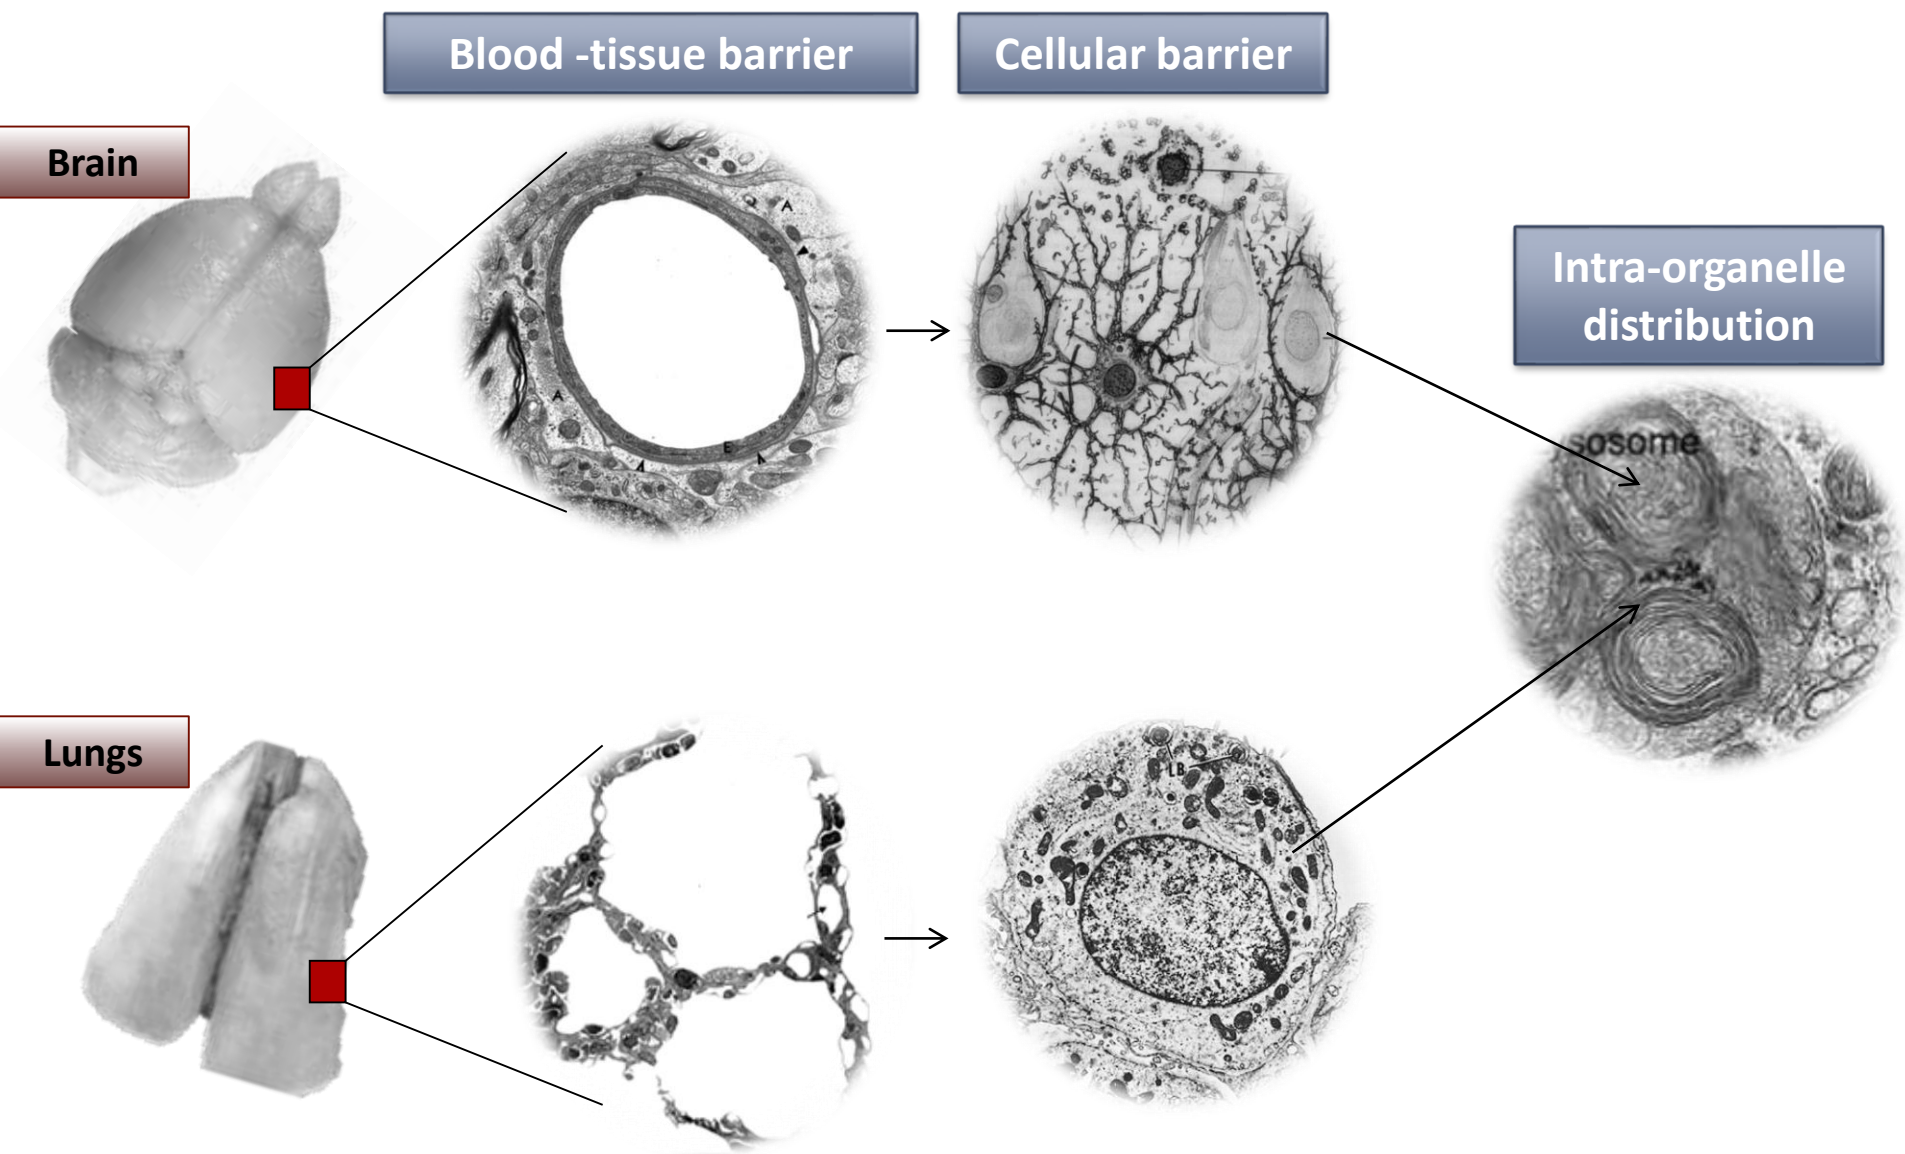 Blood -tissue barrier
Cellular barrier
Brain
A
A
E
Intra-organelle
distribution
sosome
Lungs
LB